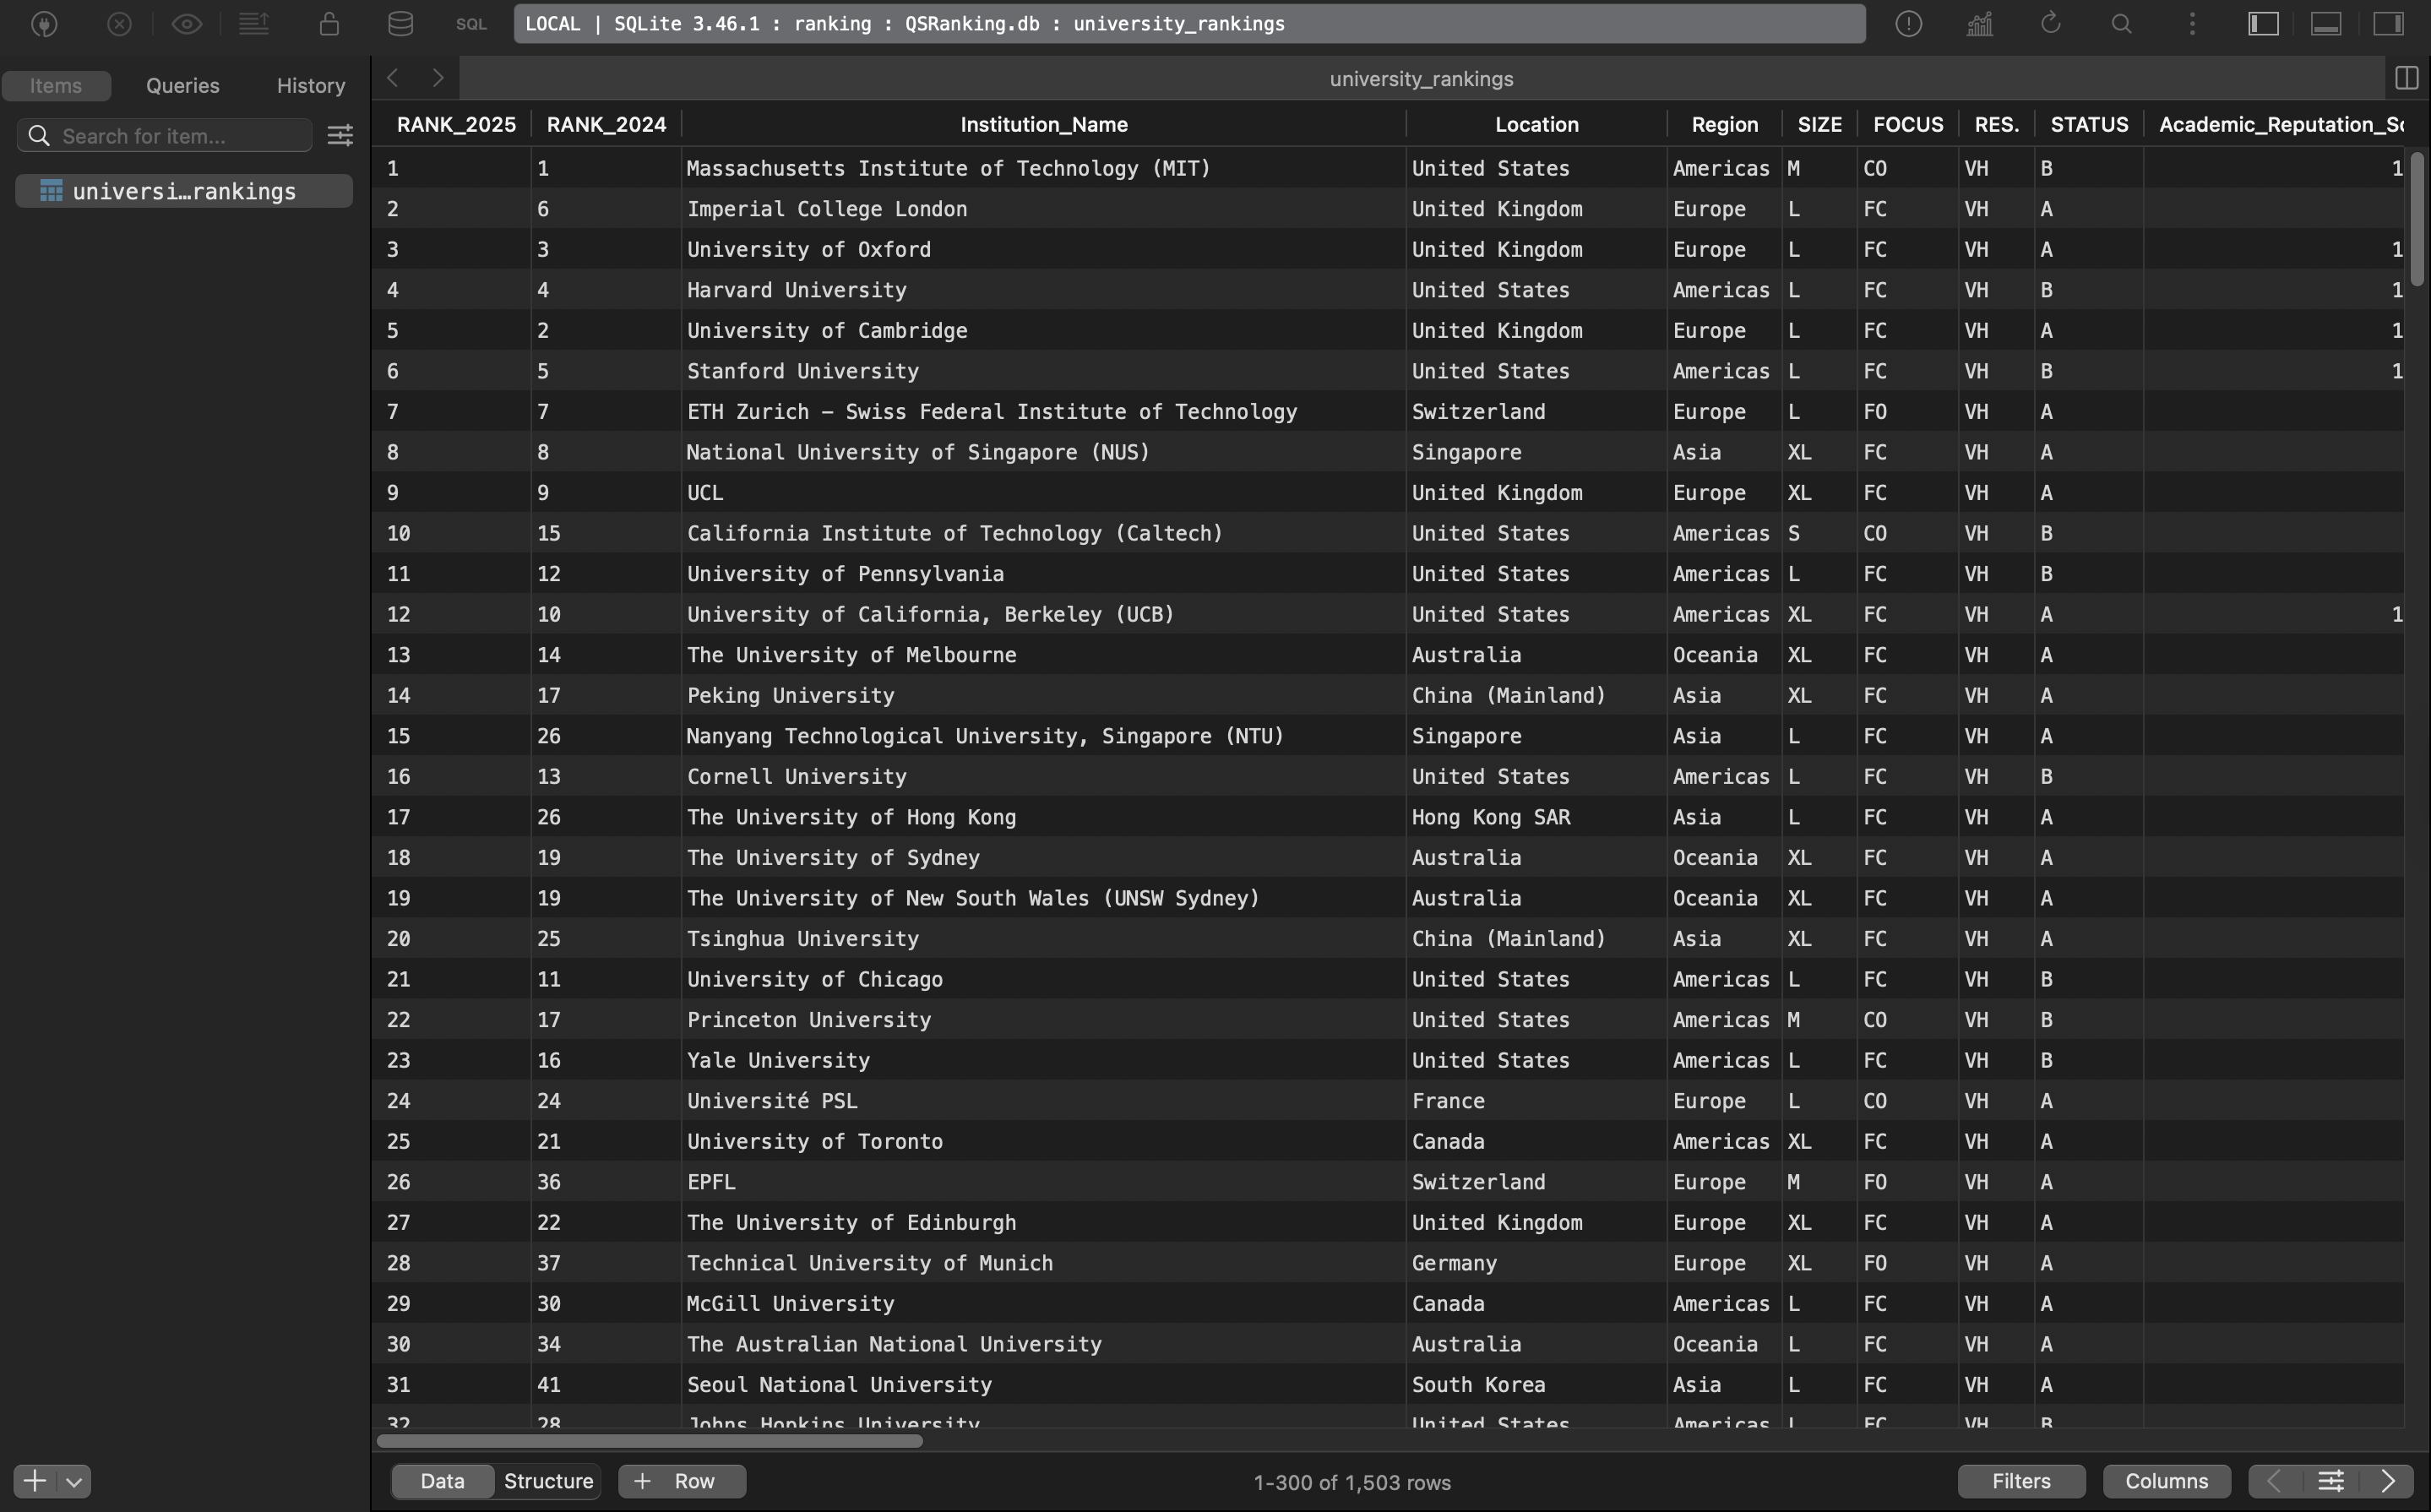 SQL LOCAL | SQLite 3.46.1 : ranking : QSRanking.db : university_rankings
Items Queries History
university_rankings
Search for item...
universi…rankings
RANK_2025 RANK_2024 Institution_Name Location Region SIZE FOCUS RES. STATUS Academic_Reputation_Sc
1 1 Massachusetts Institute of Technology (MIT) United States Americas M CO VH B 1
2 6 Imperial College London United Kingdom Europe L FC VH A
3 3 University of Oxford United Kingdom Europe L FC VH A 1
4 4 Harvard University United States Americas L FC VH B 1
5 2 University of Cambridge United Kingdom Europe L FC VH A 1
6 5 Stanford University United States Americas L FC VH B 1
7 7 ETH Zurich – Swiss Federal Institute of Technology Switzerland Europe L FO VH A
8 8 National University of Singapore (NUS) Singapore Asia XL FC VH A
9 9 UCL United Kingdom Europe XL FC VH A
10 15 California Institute of Technology (Caltech) United States Americas S CO VH B
11 12 University of Pennsylvania United States Americas L FC VH B
12 10 University of California, Berkeley (UCB) United States Americas XL FC VH A 1
13 14 The University of Melbourne Australia Oceania XL FC VH A
14 17 Peking University China (Mainland) Asia XL FC VH A
15 26 Nanyang Technological University, Singapore (NTU) Singapore Asia L FC VH A
16 13 Cornell University United States Americas L FC VH B
17 26 The University of Hong Kong Hong Kong SAR Asia L FC VH A
18 19 The University of Sydney Australia Oceania XL FC VH A
19 19 The University of New South Wales (UNSW Sydney) Australia Oceania XL FC VH A
20 25 Tsinghua University China (Mainland) Asia XL FC VH A
21 11 University of Chicago United States Americas L FC VH B
22 17 Princeton University United States Americas M CO VH B
23 16 Yale University United States Americas L FC VH B
24 24 Université PSL France Europe L CO VH A
25 21 University of Toronto Canada Americas XL FC VH A
26 36 EPFL Switzerland Europe M FO VH A
27 22 The University of Edinburgh United Kingdom Europe XL FC VH A
28 37 Technical University of Munich Germany Europe XL FO VH A
29 30 McGill University Canada Americas L FC VH A
30 34 The Australian National University Australia Oceania L FC VH A
31 41 Seoul National University South Korea Asia L FC VH A
32 28 Johns Hopkins University United States Americas L FC VH B
Data Structure + Row 1-300 of 1,503 rows Filters Columns